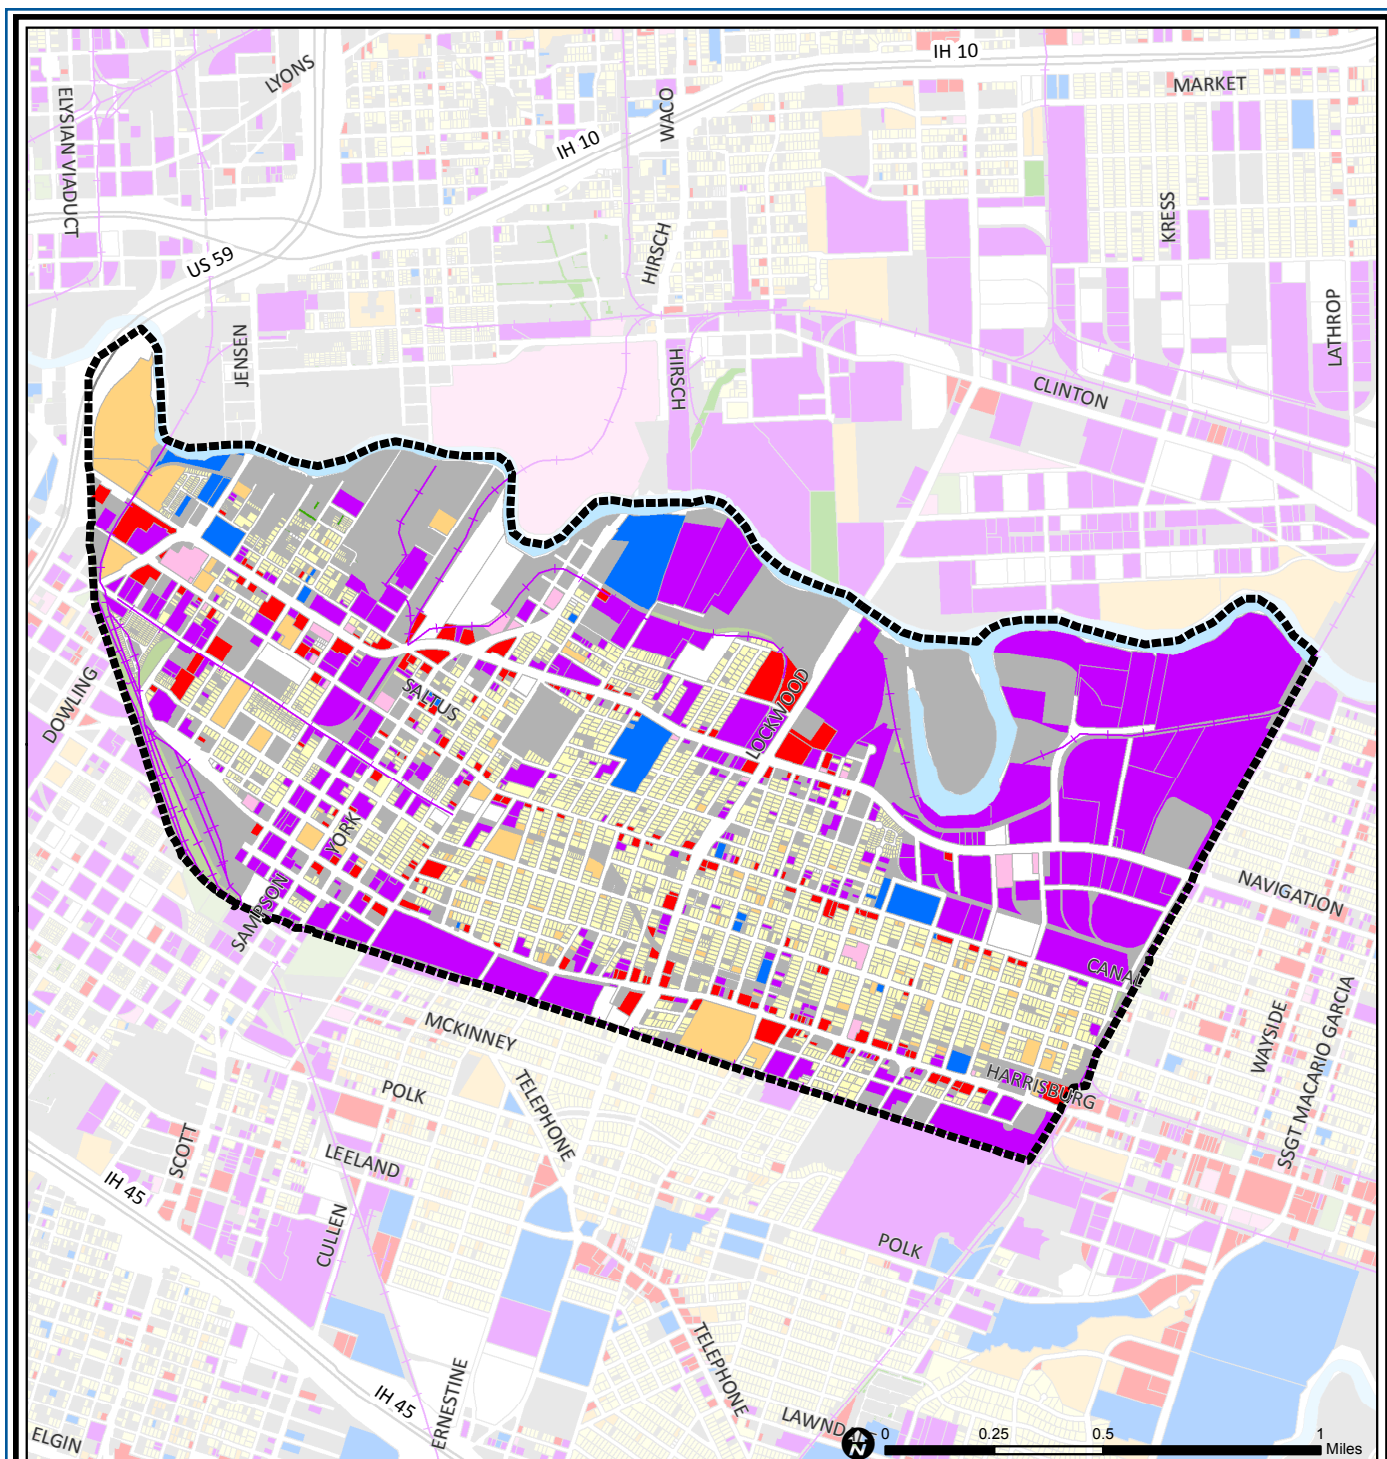 IH 10
LYONS
MARKET
ELYSIAN VIADUCT
WACO
IH 10
KRESS
HIRSCH
US 59
LATHROP
JENSEN
HIRSCH
CLINTON
DOWLING
SALTUS
LOCKWOOD
YORK
SAMPSON
NAVIGATION
CANAL
WAYSIDE
SSGT MACARIO GARCIA
MCKINNEY
HARRISBURG
POLK
TELEPHONE
SCOTT
LEELAND
IH 45
CULLEN
POLK
TELEPHONE
IH 45
ERNESTINE
LAWND
ELGIN
N
0 0.25 0.5 1
Miles